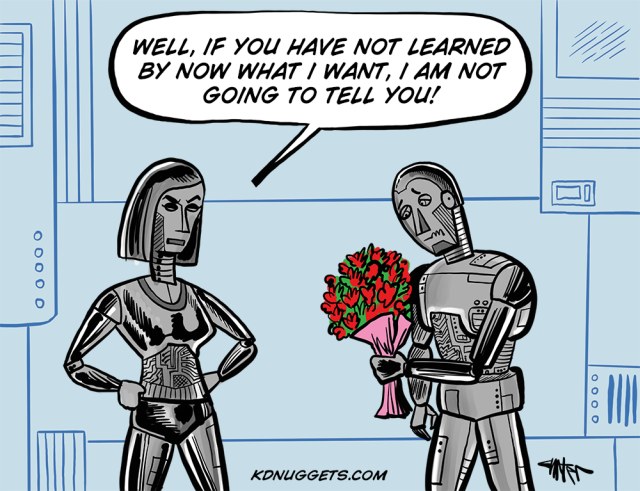 WELL, IF YOU HAVE NOT LEARNED
BY NOW WHAT I WANT, I AM NOT
GOING TO TELL YOU!
KDNUGGETS.COM